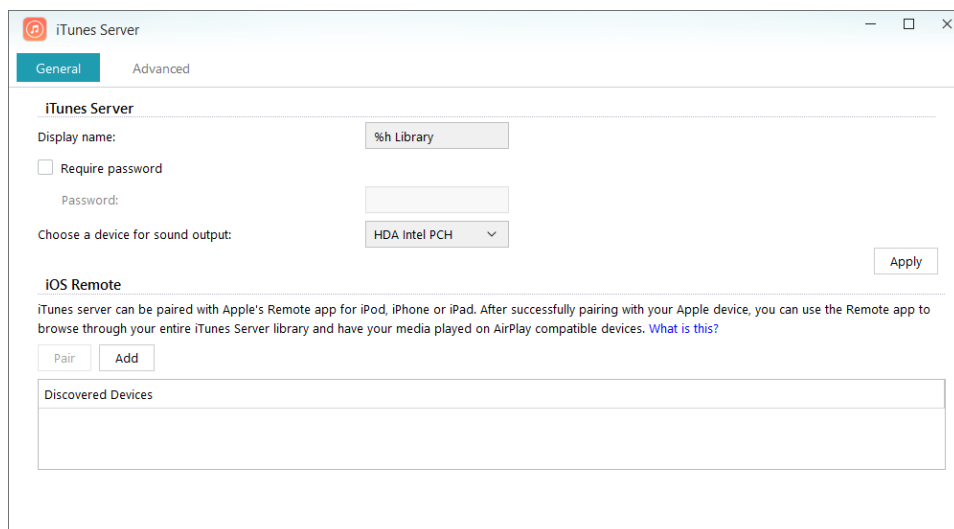 iTunes Server
General Advanced
iTunes Server
Display name: %h Library
Require password
Password:
Choose a device for sound output: HDA Intel PCH
Apply
iOS Remote
iTunes server can be paired with Apple's Remote app for iPod, iPhone or iPad. After successfully pairing with your Apple device, you can use the Remote app to
browse through your entire iTunes Server library and have your media played on AirPlay compatible devices. What is this?
Pair Add
Discovered Devices